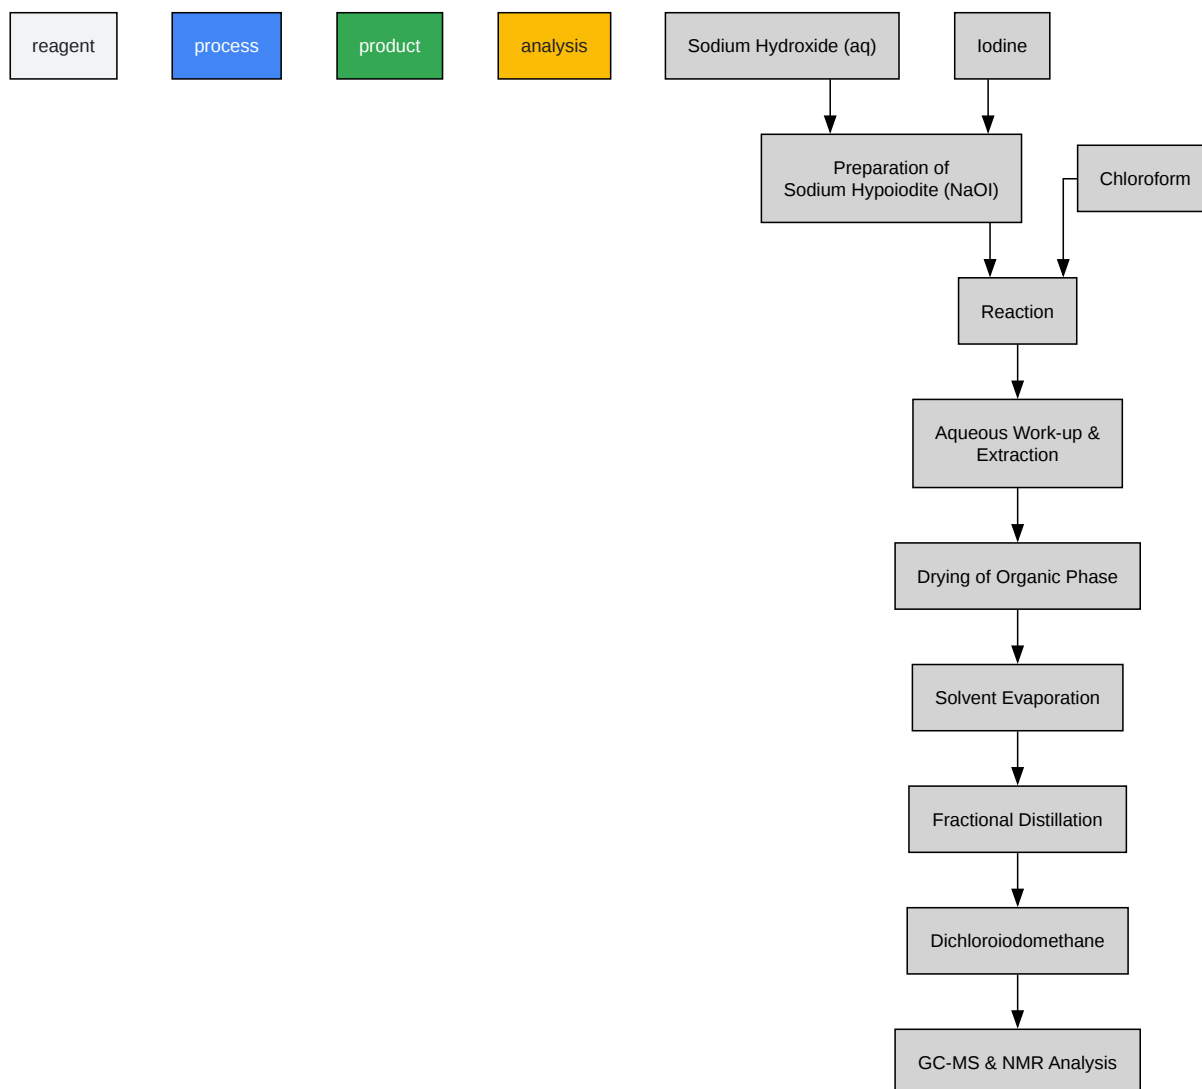 reagent
process
product
analysis
Sodium Hydroxide (aq)
Iodine
Preparation of
Sodium Hypoiodite (NaOI)
Chloroform
Reaction
Aqueous Work-up &
Extraction
Drying of Organic Phase
Solvent Evaporation
Fractional Distillation
Dichloroiodomethane
GC-MS & NMR Analysis